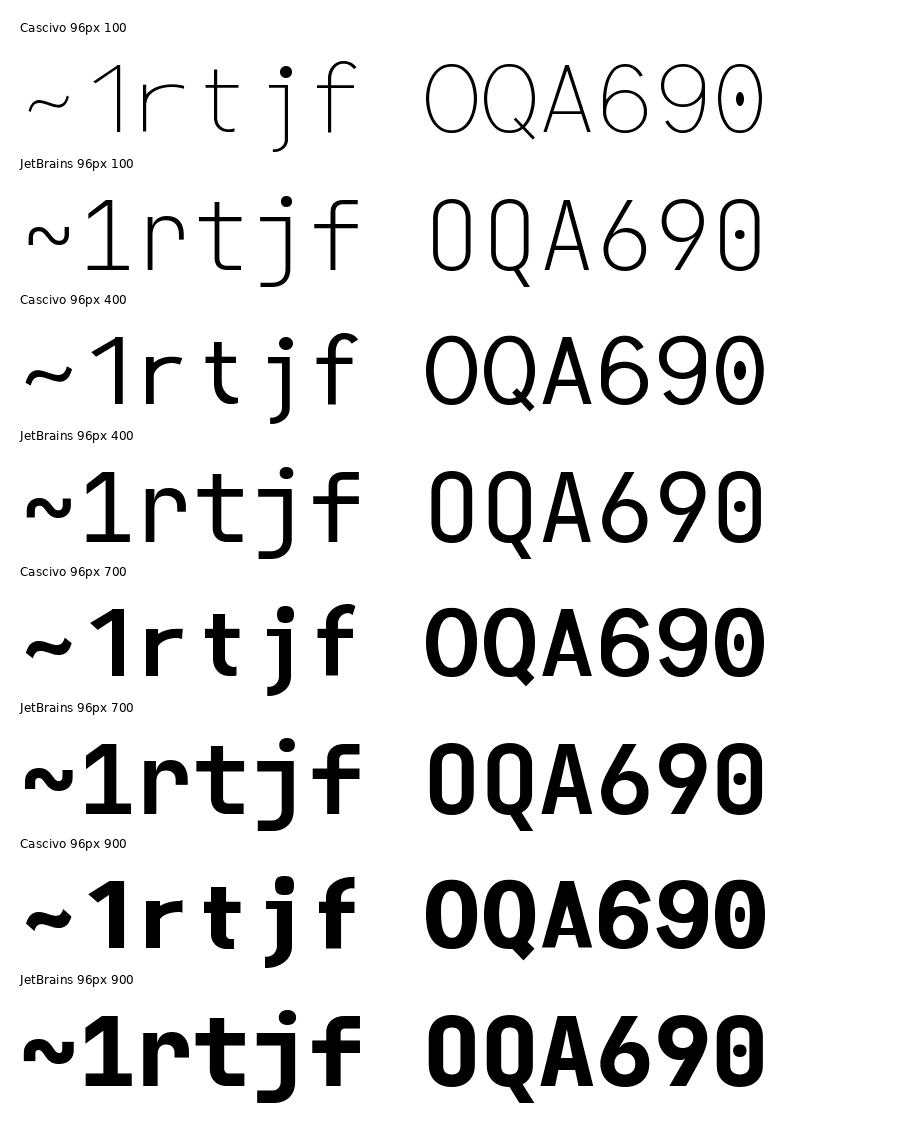 Cascivo 96px 100
~1rtjf OQA690
JetBrains 96px 100
~1rtjf OQA690
Cascivo 96px 400
~1rtjf OQA690
JetBrains 96px 400
~1rtjf OQA690
Cascivo 96px 700
~1rtjf OQA690
JetBrains 96px 700
~1rtjf OQA690
Cascivo 96px 900
~1rtjf OQA690
JetBrains 96px 900
~1rtjf OQA690